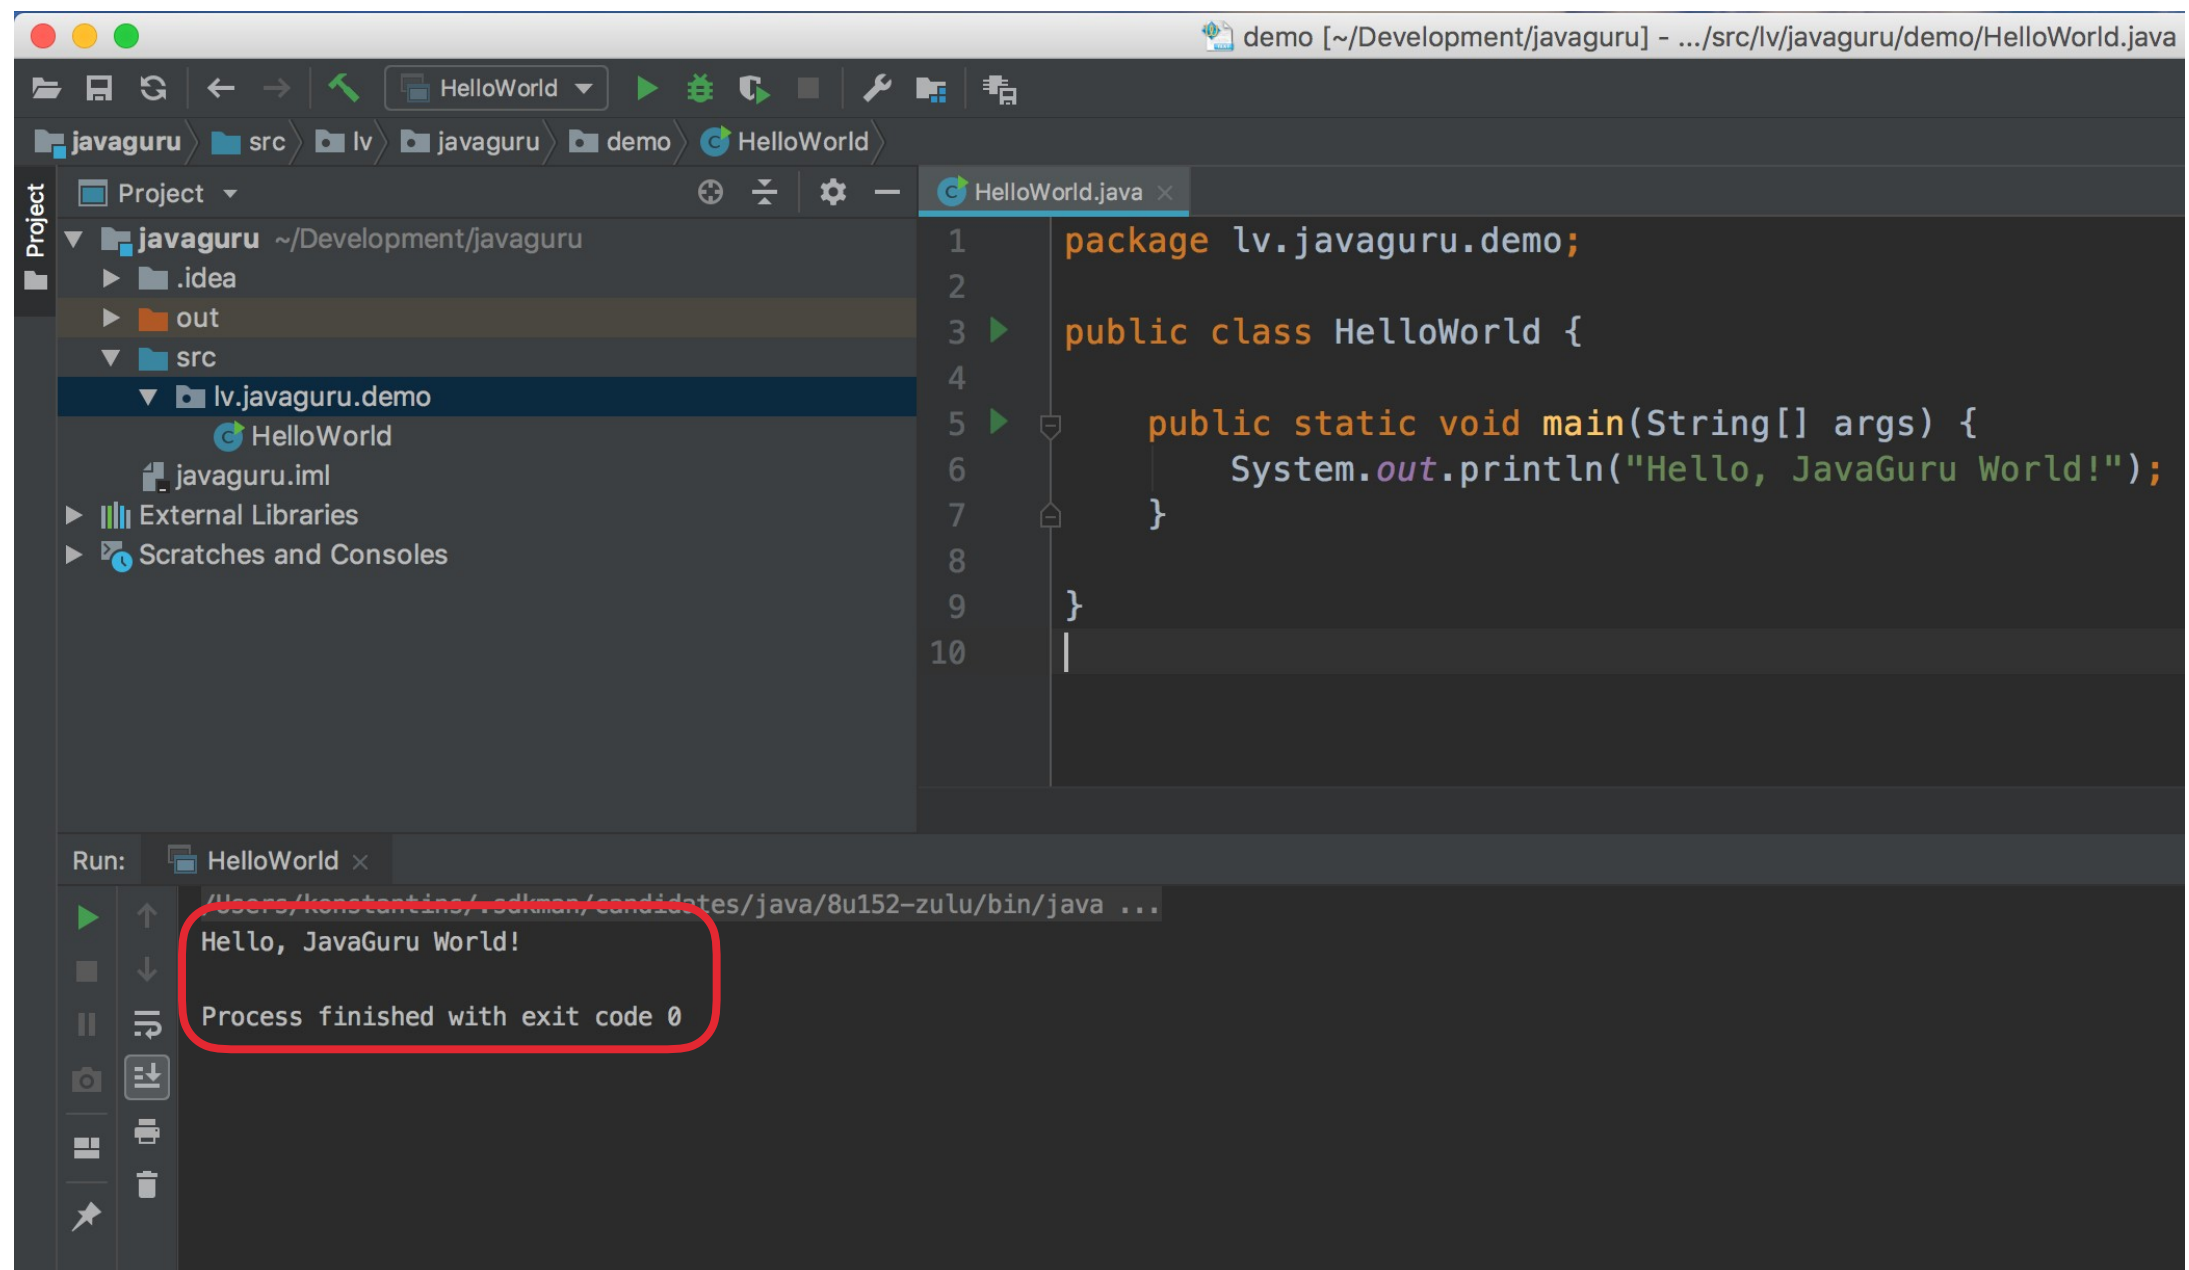 demo [~/Development/javaguru] - .../src/lv/javaguru/demo/HelloWorld.java
HelloWorld
javaguru src lv javaguru demo HelloWorld
Project
Project
HelloWorld.java
javaguru ~/Development/javaguru
.idea
out
src
lv.javaguru.demo
HelloWorld
javaguru.iml
External Libraries
Scratches and Consoles
1 package lv.javaguru.demo;
2
3 public class HelloWorld {
4
5 public static void main(String[] args) {
6 System.out.println("Hello, JavaGuru World!");
7 }
8
9 }
10
Run: HelloWorld
/Users/konstantins/.sdkman/candidates/java/8u152-zulu/bin/java ...
Hello, JavaGuru World!
Process finished with exit code 0